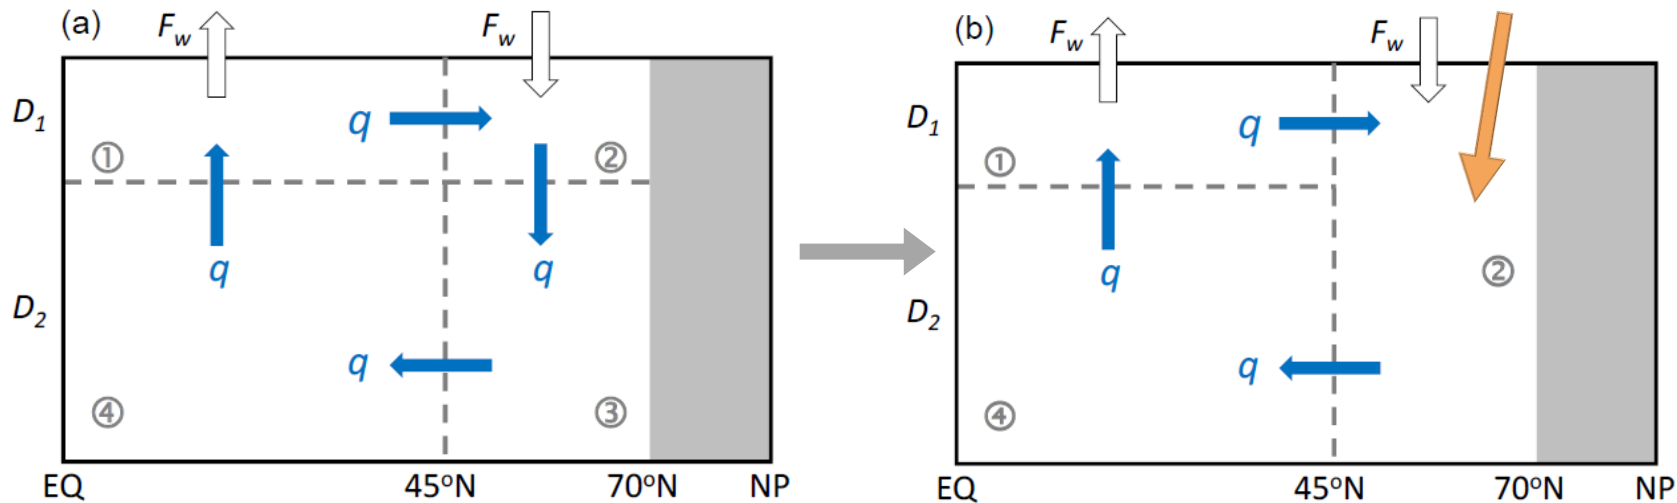 (a)
F_w
F_w
D_1
q
①
②
q
q
D_2
q
④
③
EQ
45°N
70°N
NP
(b)
F_w
F_w
D_1
q
①
q
②
D_2
q
④
EQ
45°N
70°N
NP